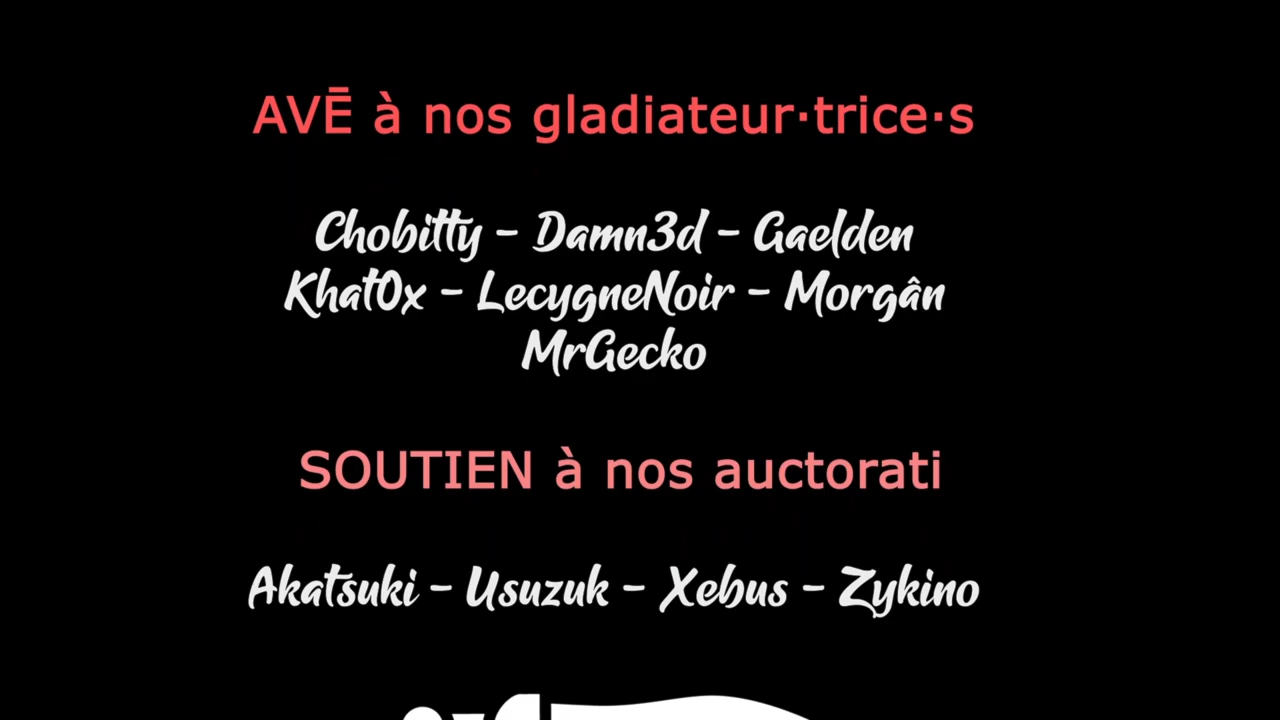 AVĒ à nos gladiateur·trice·s
Chobitty - Damn3d - Gaelden
Khat0x - LecygneNoir - Morgân
MrGecko
SOUTIEN à nos auctorati
Akatsuki - Usuzuk - Xebus - Zykino